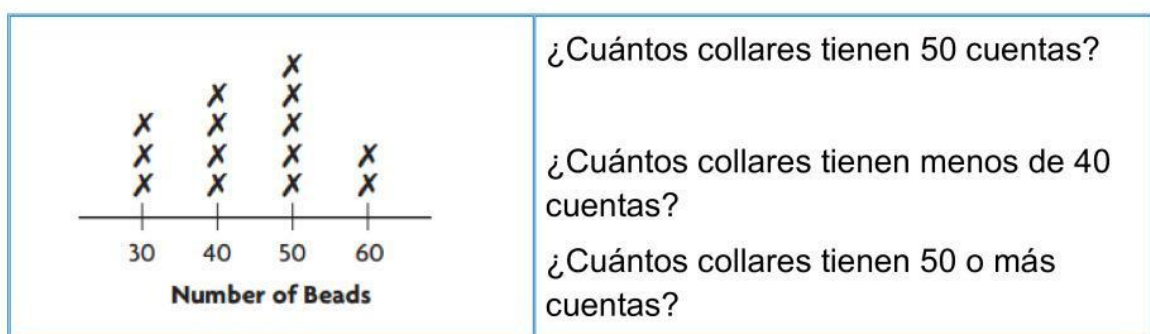 30 40 50 60
Number of Beads
¿Cuántos collares tienen 50 cuentas?
¿Cuántos collares tienen menos de 40
cuentas?
¿Cuántos collares tienen 50 o más
cuentas?